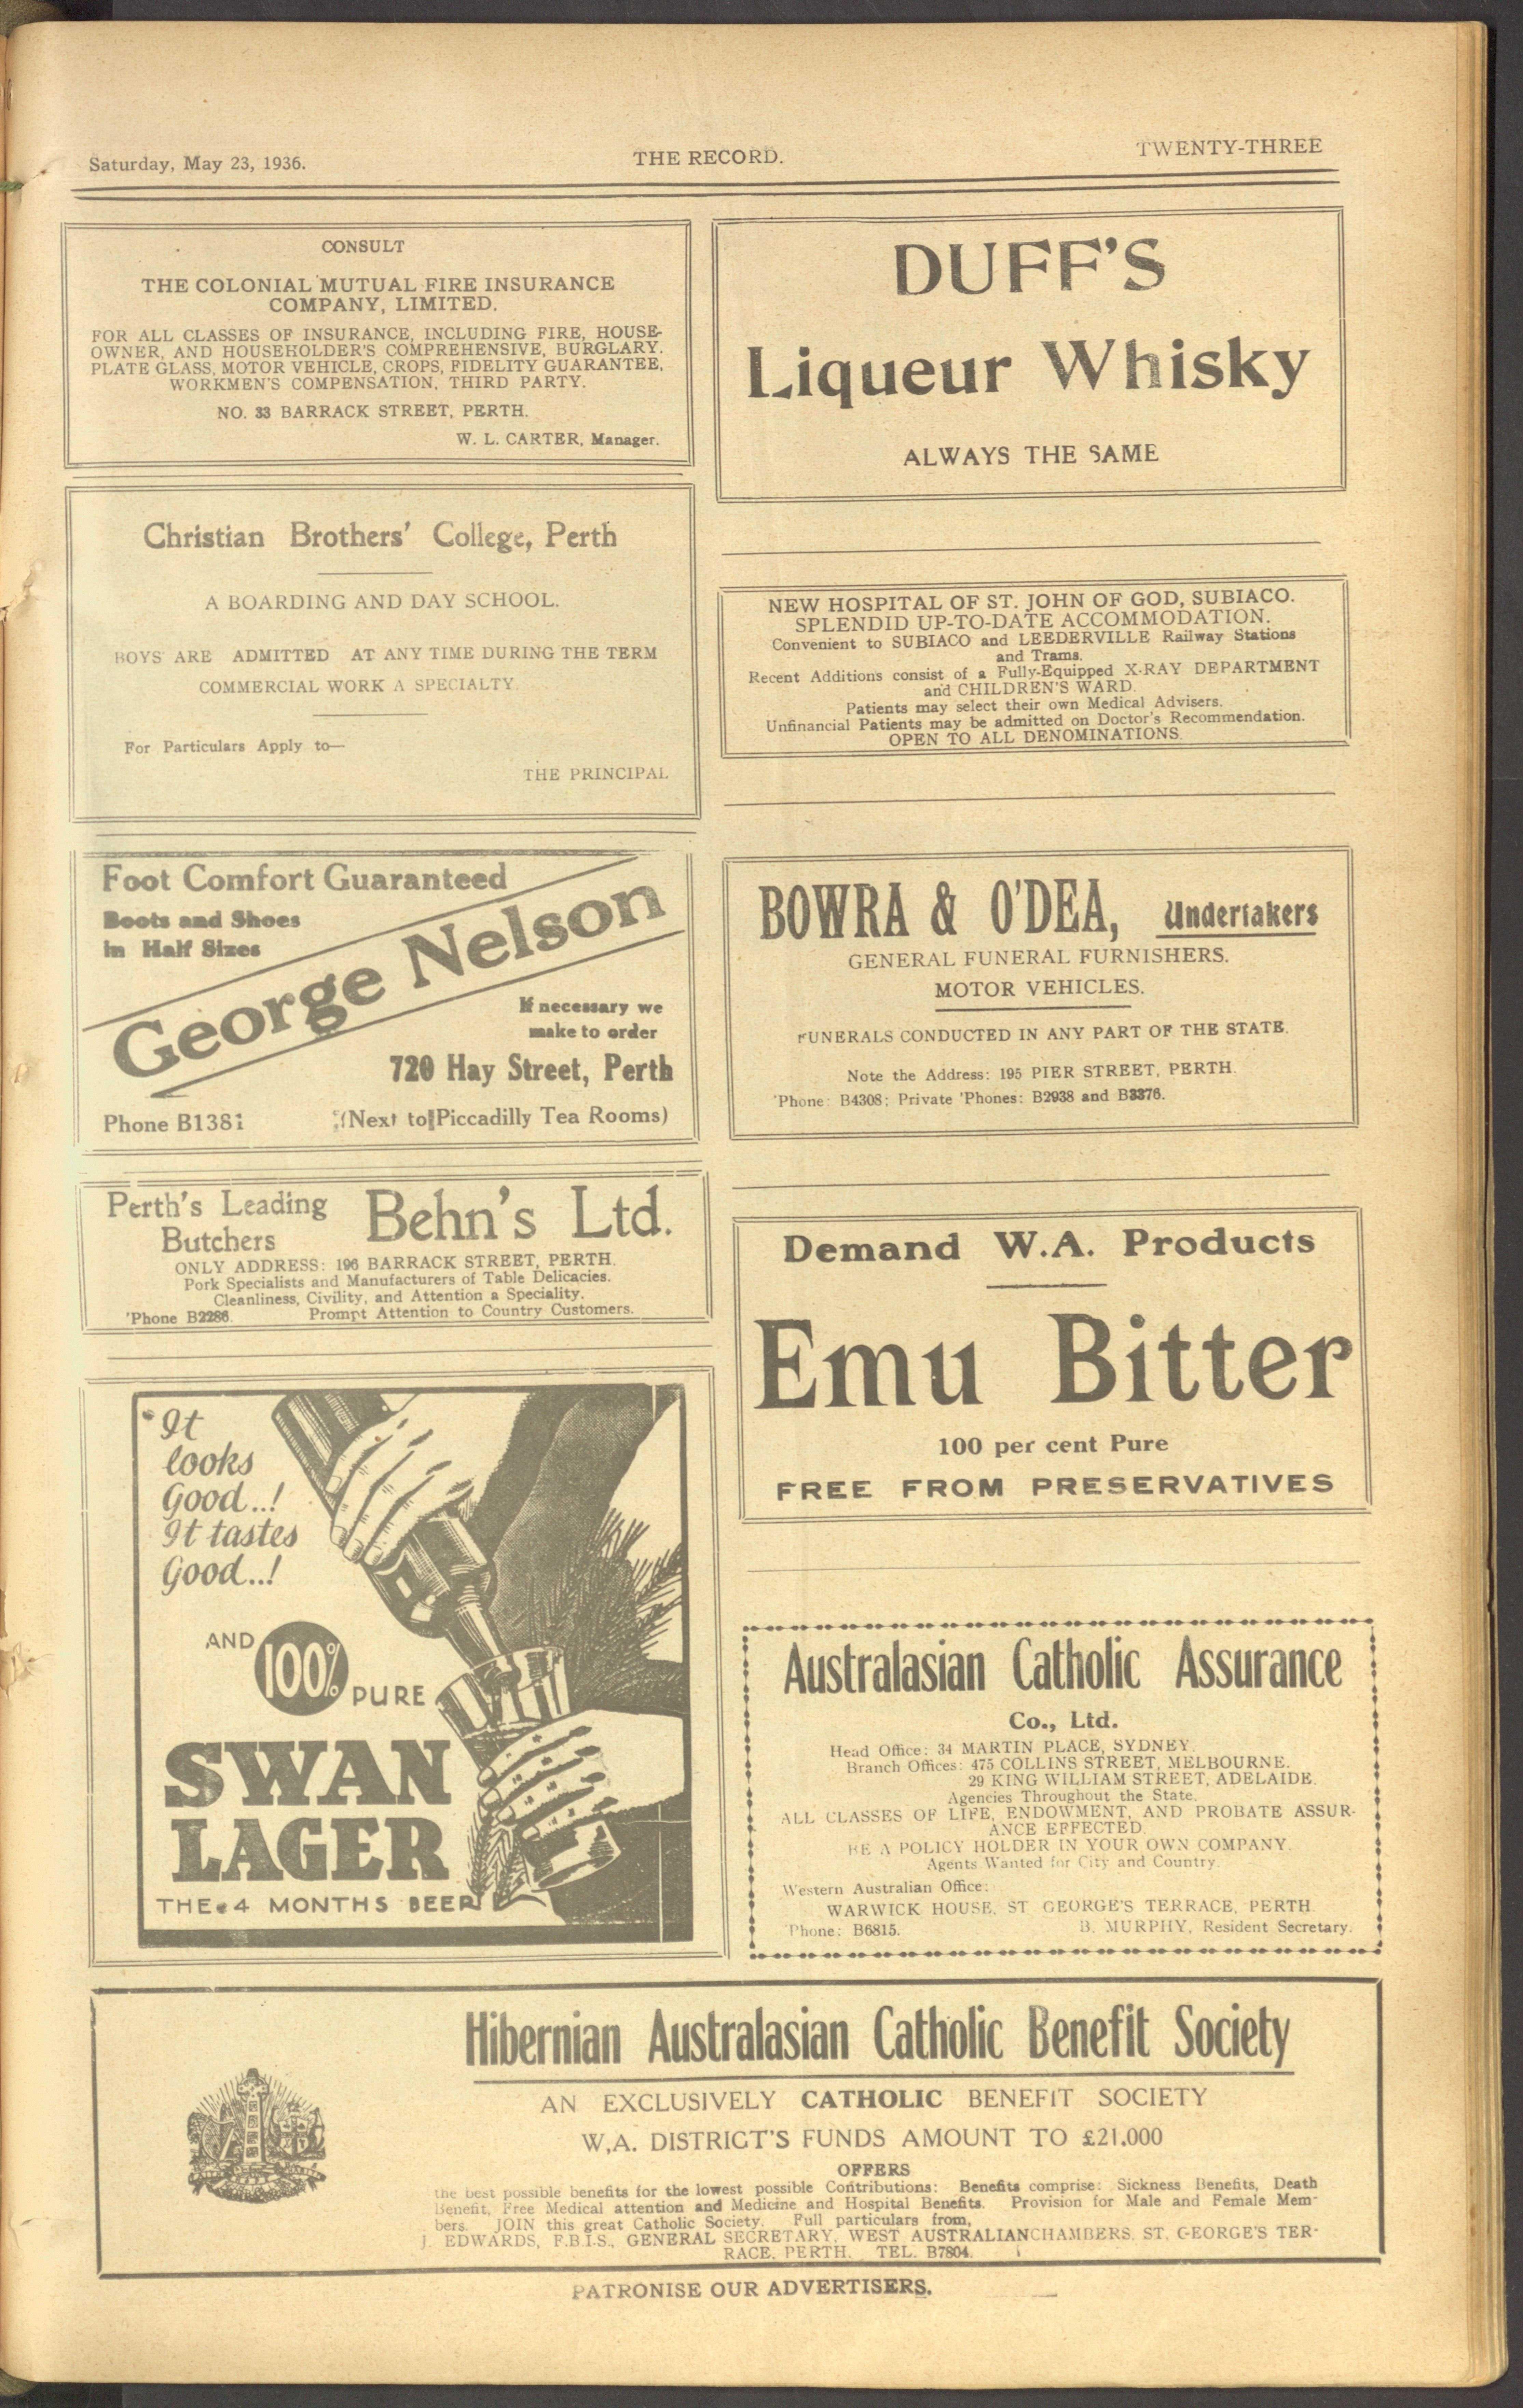 Saturday, May 23, 1936.
THE RECORD.
TWENTY-THREE
CONSULT
THE COLONIAL MUTUAL FIRE INSURANCE
COMPANY, LIMITED.
FOR ALL CLASSES OF INSURANCE, INCLUDING FIRE, HOUSE-
OWNER, AND HOUSEHOLDER'S COMPREHENSIVE, BURGLARY.
PLATE GLASS, MOTOR VEHICLE, CROPS, FIDELITY GUARANTEE,
WORKMEN'S COMPENSATION, THIRD PARTY.
NO. 33 BARRACK STREET, PERTH.
W. L. CARTER, Manager.
Christian Brothers' College, Perth
A BOARDING AND DAY SCHOOL.
BOYS ARE ADMITTED AT ANY TIME DURING THE TERM
COMMERCIAL WORK A SPECIALTY.
For Particulars Apply to—
THE PRINCIPAL
Foot Comfort Guaranteed
Boots and Shoes
in Half Sizes
George Nelson
If necessary we
make to order
720 Hay Street, Perth
Phone B1381
(Next to Piccadilly Tea Rooms)
Perth's Leading
Butchers
Behn's Ltd.
ONLY ADDRESS: 196 BARRACK STREET, PERTH.
Pork Specialists and Manufacturers of Table Delicacies.
Cleanliness, Civility, and Attention a Speciality.
'Phone B2286. Prompt Attention to Country Customers.
It
looks
Good..!
It tastes
Good..!
AND
100%
PURE
SWAN
LAGER
THE 4 MONTHS BEER
DUFF'S
Liqueur Whisky
ALWAYS THE SAME
NEW HOSPITAL OF ST. JOHN OF GOD, SUBIACO.
SPLENDID UP-TO-DATE ACCOMMODATION.
Convenient to SUBIACO and LEEDERVILLE Railway Stations
and Trams.
Recent Additions consist of a Fully-Equipped X-RAY DEPARTMENT
and CHILDREN'S WARD.
Patients may select their own Medical Advisers.
Unfinancial Patients may be admitted on Doctor's Recommendation.
OPEN TO ALL DENOMINATIONS.
BOWRA & O'DEA, Undertakers
GENERAL FUNERAL FURNISHERS.
MOTOR VEHICLES.
FUNERALS CONDUCTED IN ANY PART OF THE STATE.
Note the Address: 195 PIER STREET, PERTH.
'Phone: B4308; Private 'Phones: B2938 and B3376.
Demand W.A. Products
Emu Bitter
100 per cent Pure
FREE FROM PRESERVATIVES
Australasian Catholic Assurance
Co., Ltd.
Head Office: 34 MARTIN PLACE, SYDNEY.
Branch Offices: 475 COLLINS STREET, MELBOURNE.
29 KING WILLIAM STREET, ADELAIDE.
Agencies Throughout the State.
ALL CLASSES OF LIFE, ENDOWMENT, AND PROBATE ASSUR-
ANCE EFFECTED.
BE A POLICY HOLDER IN YOUR OWN COMPANY.
Agents Wanted for City and Country.
Western Australian Office:
WARWICK HOUSE, ST. GEORGE'S TERRACE, PERTH.
'Phone: B6815. B. MURPHY, Resident Secretary.
Hibernian Australasian Catholic Benefit Society
AN EXCLUSIVELY CATHOLIC BENEFIT SOCIETY
W.A. DISTRICT'S FUNDS AMOUNT TO £21,000
OFFERS
the best possible benefits for the lowest possible Contributions: Benefits comprise: Sickness Benefits, Death
Benefit, Free Medical attention and Medicine and Hospital Benefits. Provision for Male and Female Mem-
bers. JOIN this great Catholic Society. Full particulars from,
J. EDWARDS, F.B.I.S., GENERAL SECRETARY, WEST AUSTRALIAN CHAMBERS, ST. GEORGE'S TER-
RACE, PERTH. TEL. B7804.
PATRONISE OUR ADVERTISERS.